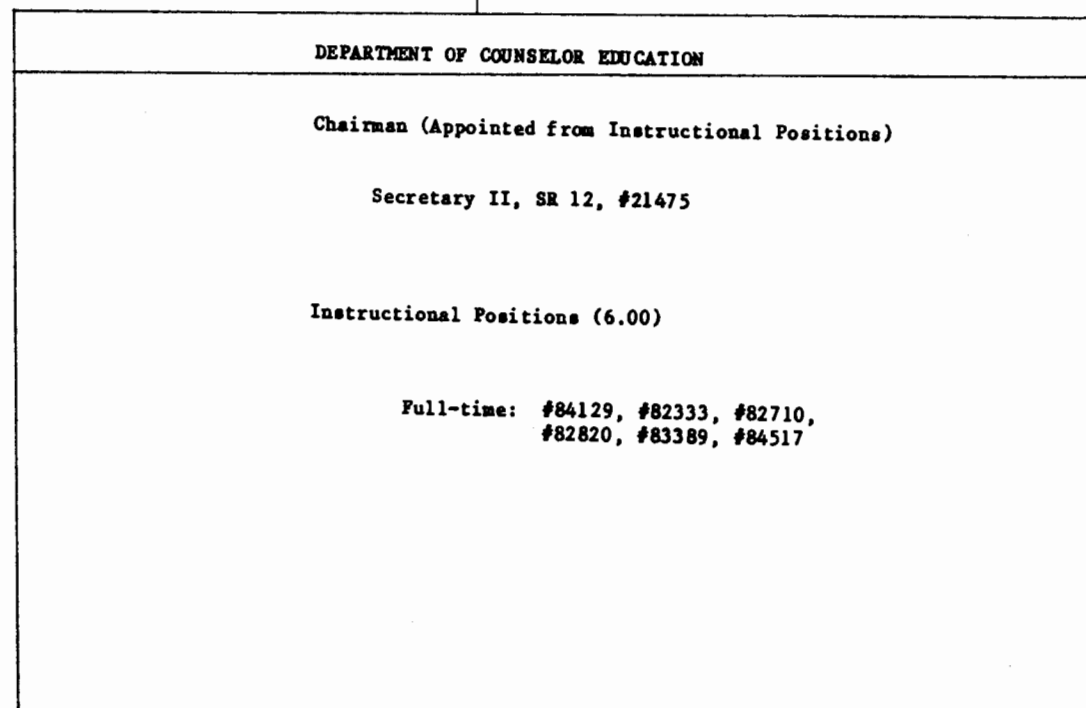 DEPARTMENT OF COUNSELOR EDUCATION
Chairman (Appointed from Instructional Positions)
Secretary II, SR 12, #21475
Instructional Positions (6.00)
Full-time: #84129, #82333, #82710,
#82820, #83389, #84517